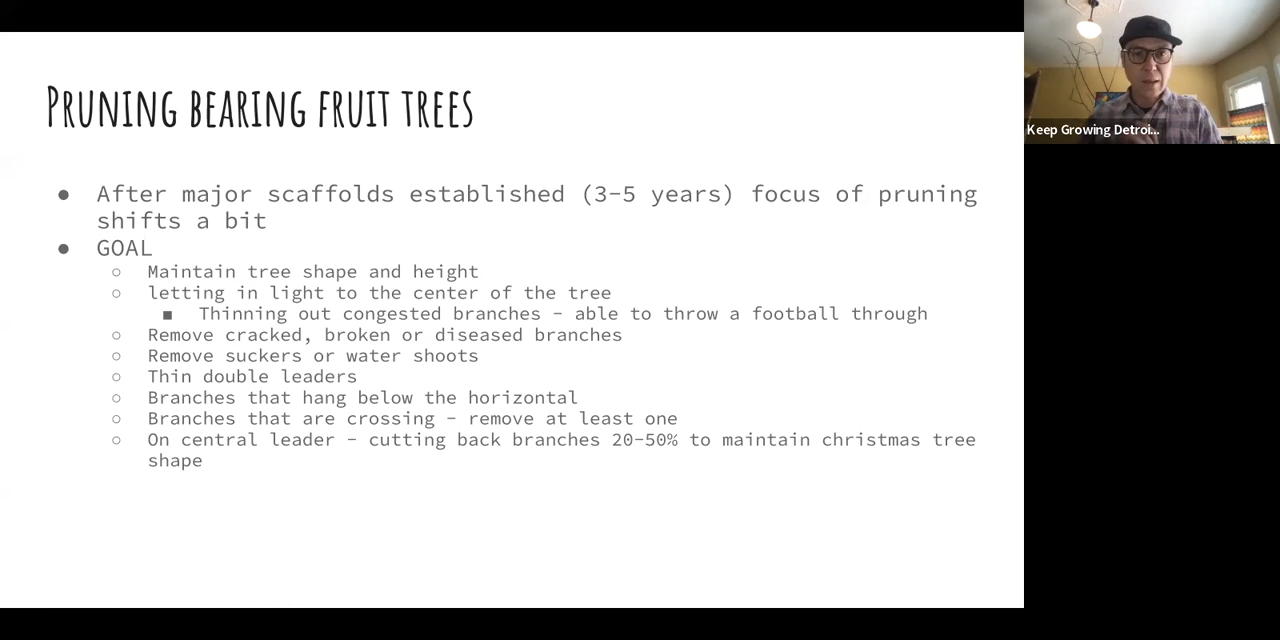 Pruning bearing fruit trees
● After major scaffolds established (3-5 years) focus of pruning
shifts a bit
● GOAL
○ Maintain tree shape and height
○ letting in light to the center of the tree
■ Thinning out congested branches - able to throw a football through
○ Remove cracked, broken or diseased branches
○ Remove suckers or water shoots
○ Thin double leaders
○ Branches that hang below the horizontal
○ Branches that are crossing - remove at least one
○ On central leader - cutting back branches 20-50% to maintain christmas tree
shape
Keep Growing Detroi...